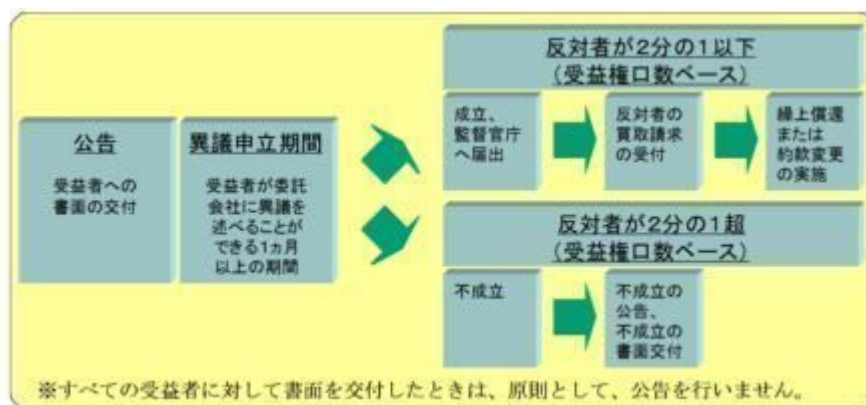 公告
受益者への
書面の交付
異議申立期間
受益者が委託
会社に異議を
述べることが
できる1ヵ月
以上の期間
反対者が2分の1以下
(受益権口数ベース)
成立、
監督官庁
へ届出
反対者の
買取請求
の受付
繰上償還
または
約款変更
の実施
反対者が2分の1超
(受益権口数ベース)
不成立
不成立の
公告、
不成立の
書面交付
※すべての受益者に対して書面を交付したときは、原則として、公告を行いません。